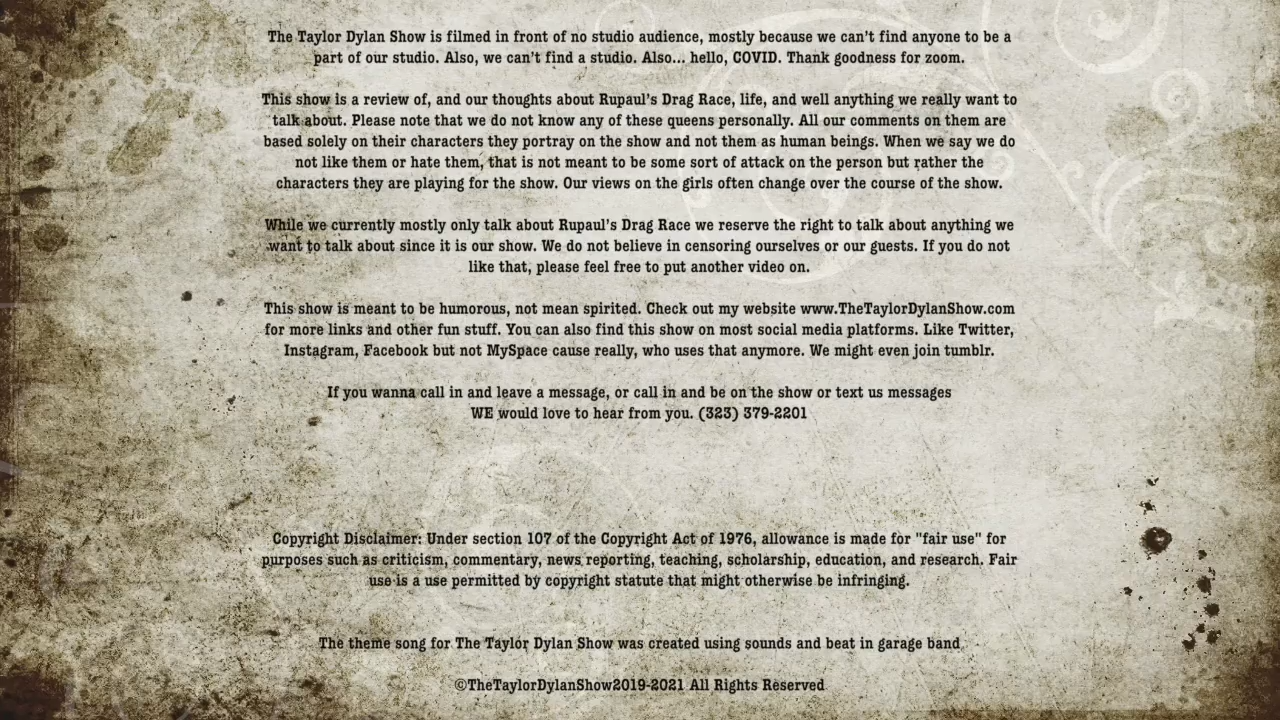 The Taylor Dylan Show is filmed in front of no studio audience, mostly because we can't find anyone to be a
part of our studio. Also, we can't find a studio. Also... hello, COVID. Thank goodness for zoom.
This show is a review of, and our thoughts about Rupaul's Drag Race, life, and well anything we really want to
talk about. Please note that we do not know any of these queens personally. All our comments on them are
based solely on their characters they portray on the show and not them as human beings. When we say we do
not like them or hate them, that is not meant to be some sort of attack on the person but rather the
characters they are playing for the show. Our views on the girls often change over the course of the show.
While we currently mostly only talk about Rupaul's Drag Race we reserve the right to talk about anything we
want to talk about since it is our show. We do not believe in censoring ourselves or our guests. If you do not
like that, please feel free to put another video on.
This show is meant to be humorous, not mean spirited. Check out my website www.TheTaylorDylanShow.com
for more links and other fun stuff. You can also find this show on most social media platforms. Like Twitter,
Instagram, Facebook but not MySpace cause really, who uses that anymore. We might even join tumblr.
If you wanna call in and leave a message, or call in and be on the show or text us messages
WE would love to hear from you. (323) 379-2201
Copyright Disclaimer: Under section 107 of the Copyright Act of 1976, allowance is made for "fair use" for
purposes such as criticism, commentary, news reporting, teaching, scholarship, education, and research. Fair
use is a use permitted by copyright statute that might otherwise be infringing.
The theme song for The Taylor Dylan Show was created using sounds and beat in garage band
©TheTaylorDylanShow2019-2021 All Rights Reserved